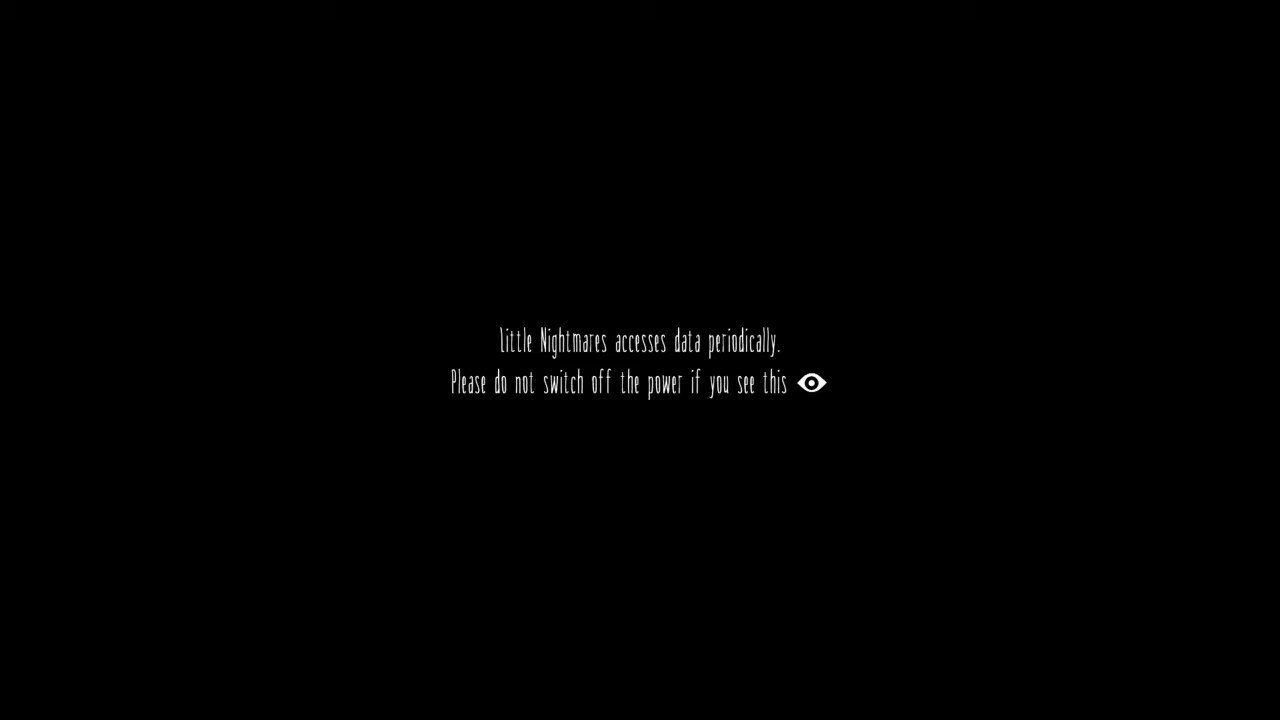 Little Nightmares accesses data periodically.
Please do not switch off the power if you see this